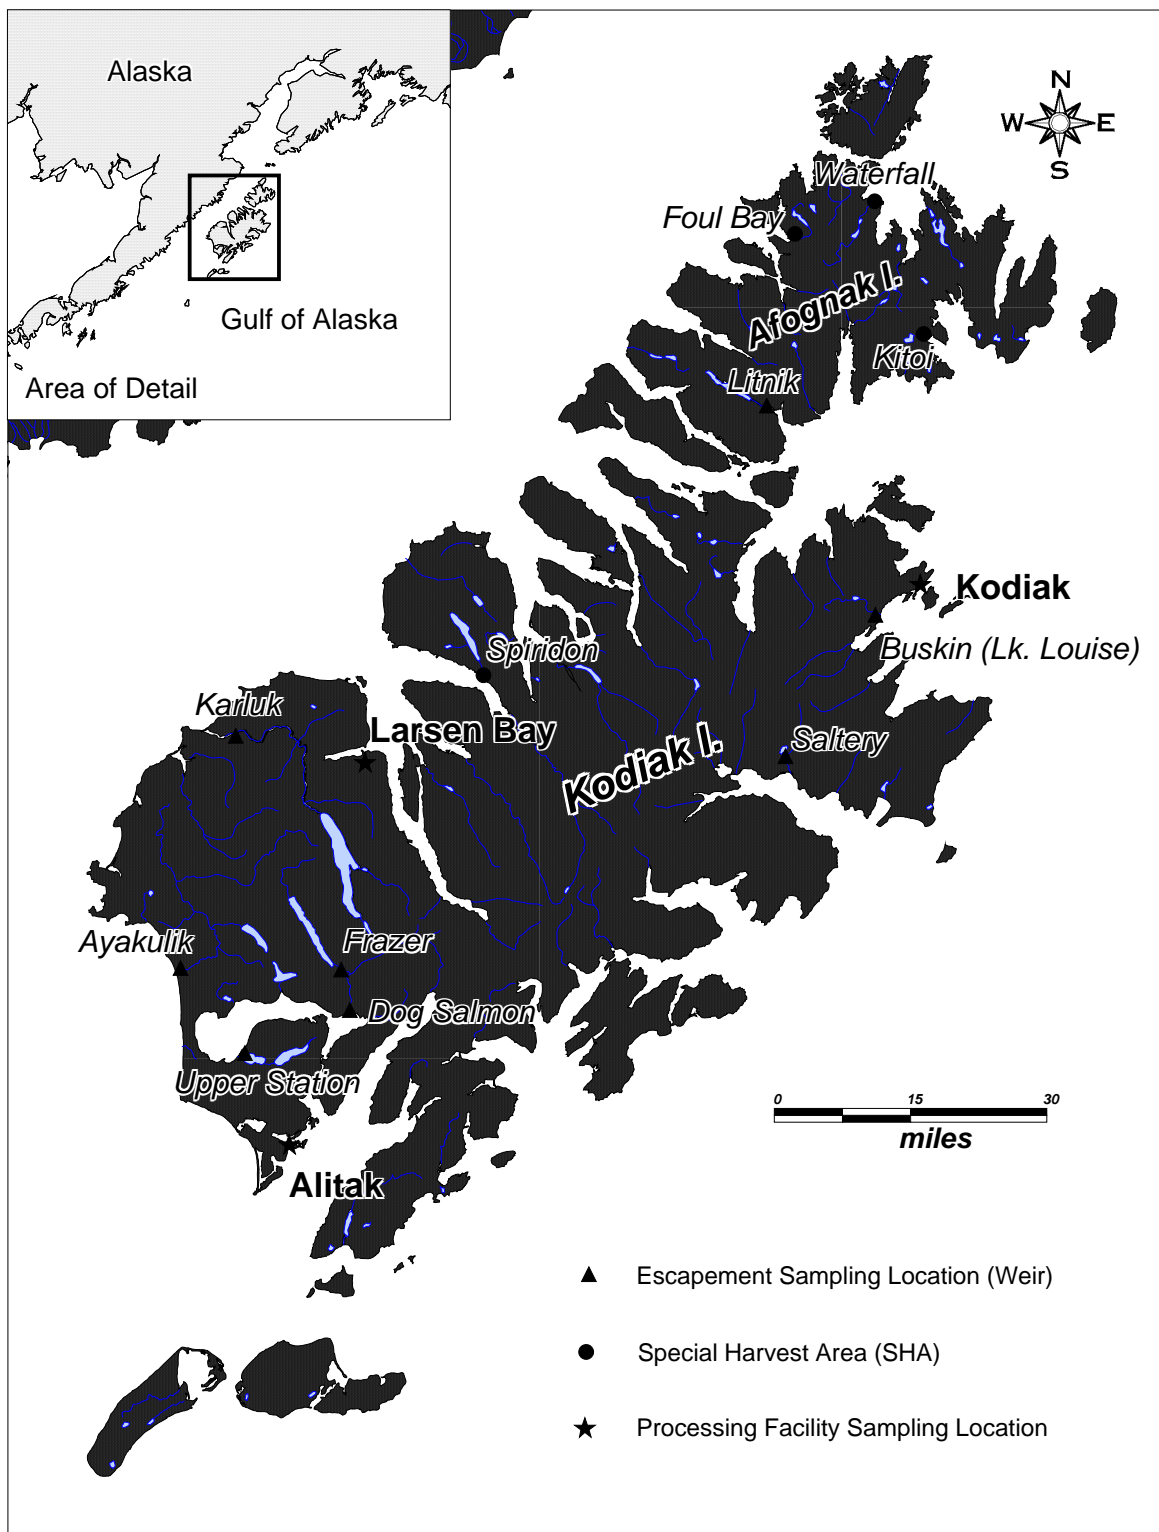 Alaska
Gulf of Alaska
Area of Detail
N
W E
S
Waterfall
Foul Bay
Afognak I.
Kitoi
Litnik
Kodiak
Buskin (Lk. Louise)
Spiridon
Karluk
Larsen Bay
Saltery
Kodiak I.
Ayakulik
Frazer
Dog Salmon
Upper Station
Alitak
0 15 30
miles
Escapement Sampling Location (Weir)
Special Harvest Area (SHA)
Processing Facility Sampling Location